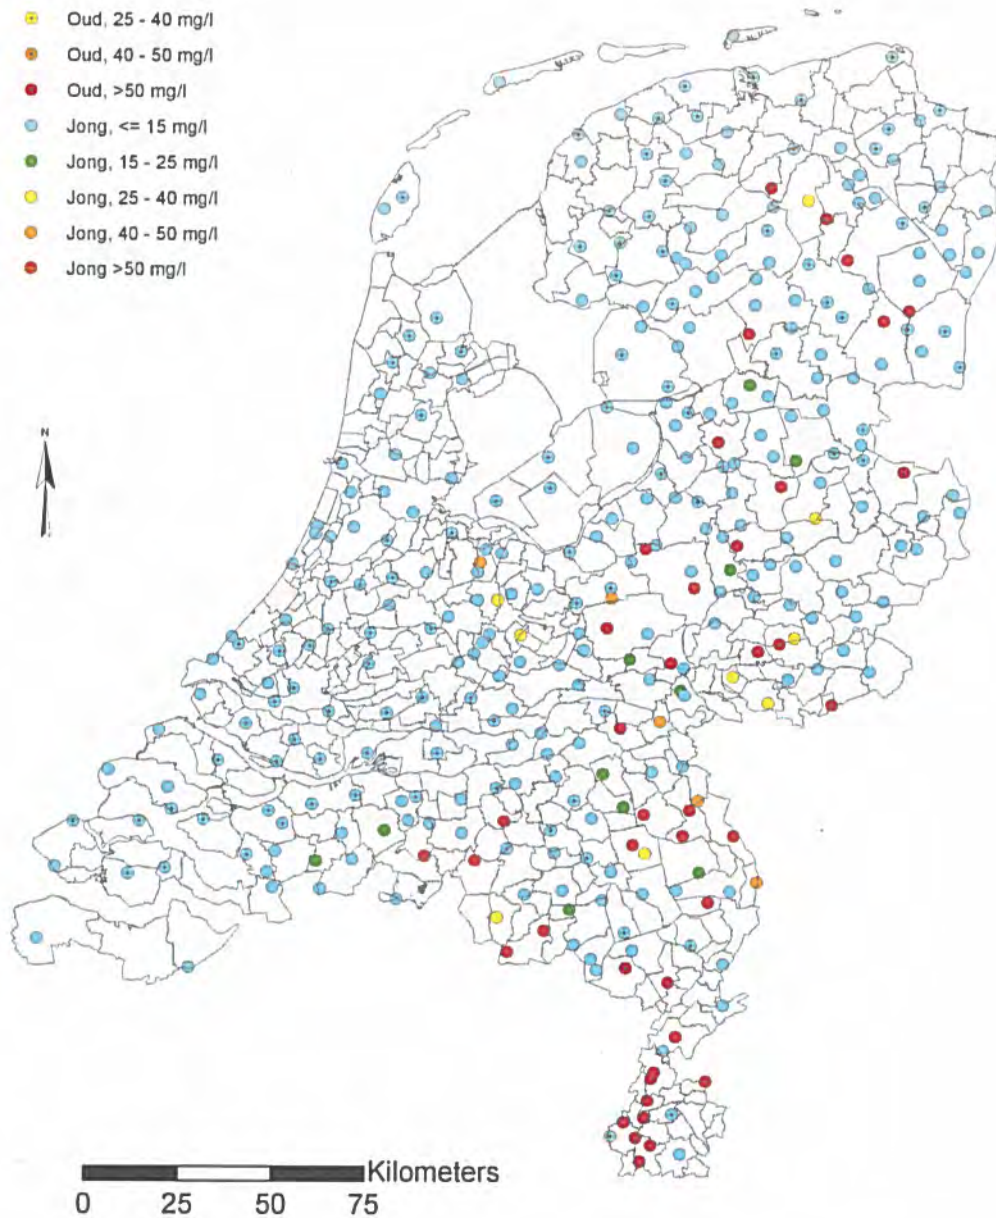 Oud, 25 - 40 mg/l
Oud, 40 - 50 mg/l
Oud, >50 mg/l
Jong, <= 15 mg/l
Jong, 15 - 25 mg/l
Jong, 25 - 40 mg/l
Jong, 40 - 50 mg/l
Jong >50 mg/l
N
Kilometers
0 25 50 75